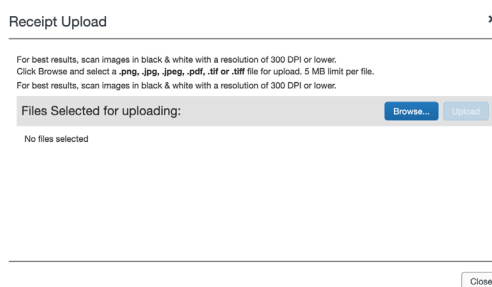 Receipt Upload
For best results, scan images in black & white with a resolution of 300 DPI or lower.
Click Browse and select a .png, .jpg, .jpeg, .pdf, .tif or .tiff file for upload. 5 MB limit per file.
For best results, scan images in black & white with a resolution of 300 DPI or lower.
Files Selected for uploading: Browse... Upload
No files selected
Close